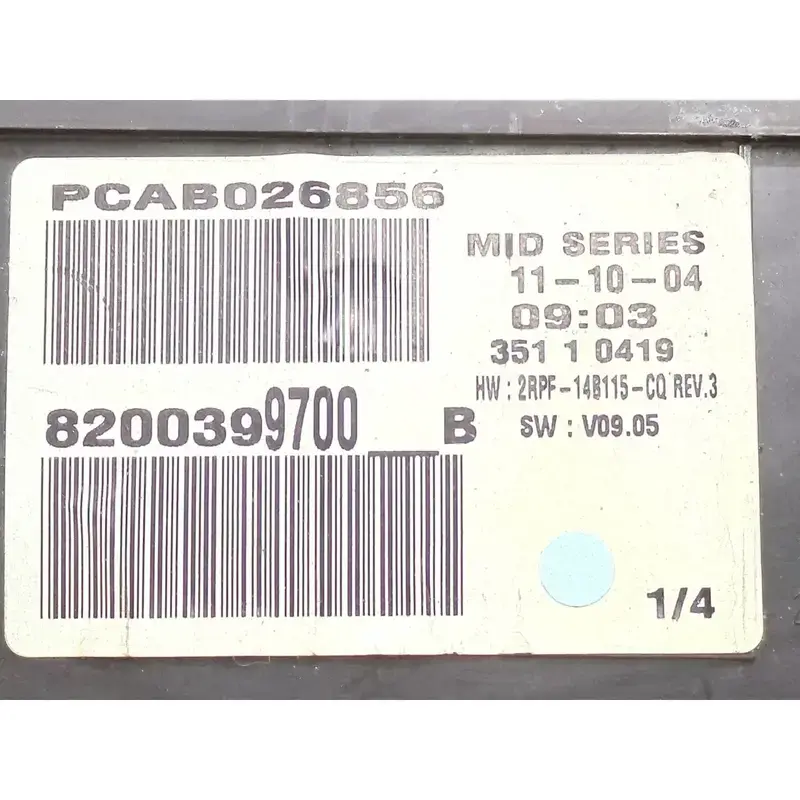 PCAB026856
MID SERIES
11-10-04
09:03
351 1 0419
HW : 2RPF-14B115-CQ REV.3
SW : V09.05
8200399700___B
1/4